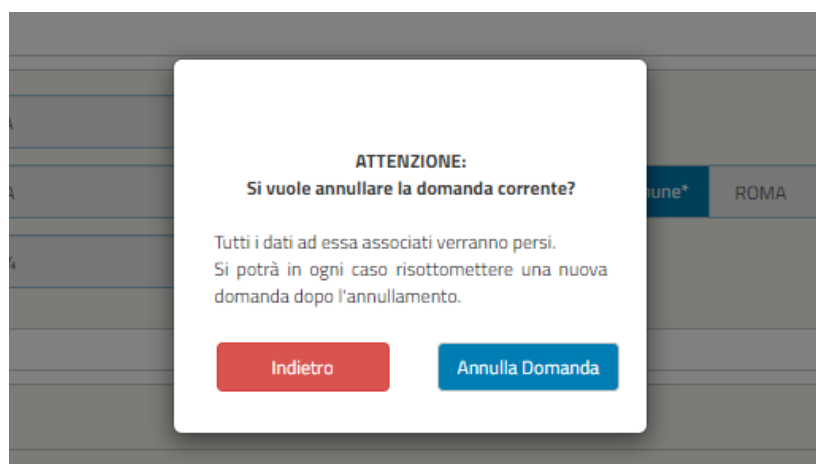 ATTENZIONE:
Si vuole annullare la domanda corrente?
Tutti i dati ad essa associati verranno persi.
Si potrà in ogni caso risottomettere una nuova
domanda dopo l'annullamento.
Indietro
Annulla Domanda
ROMA